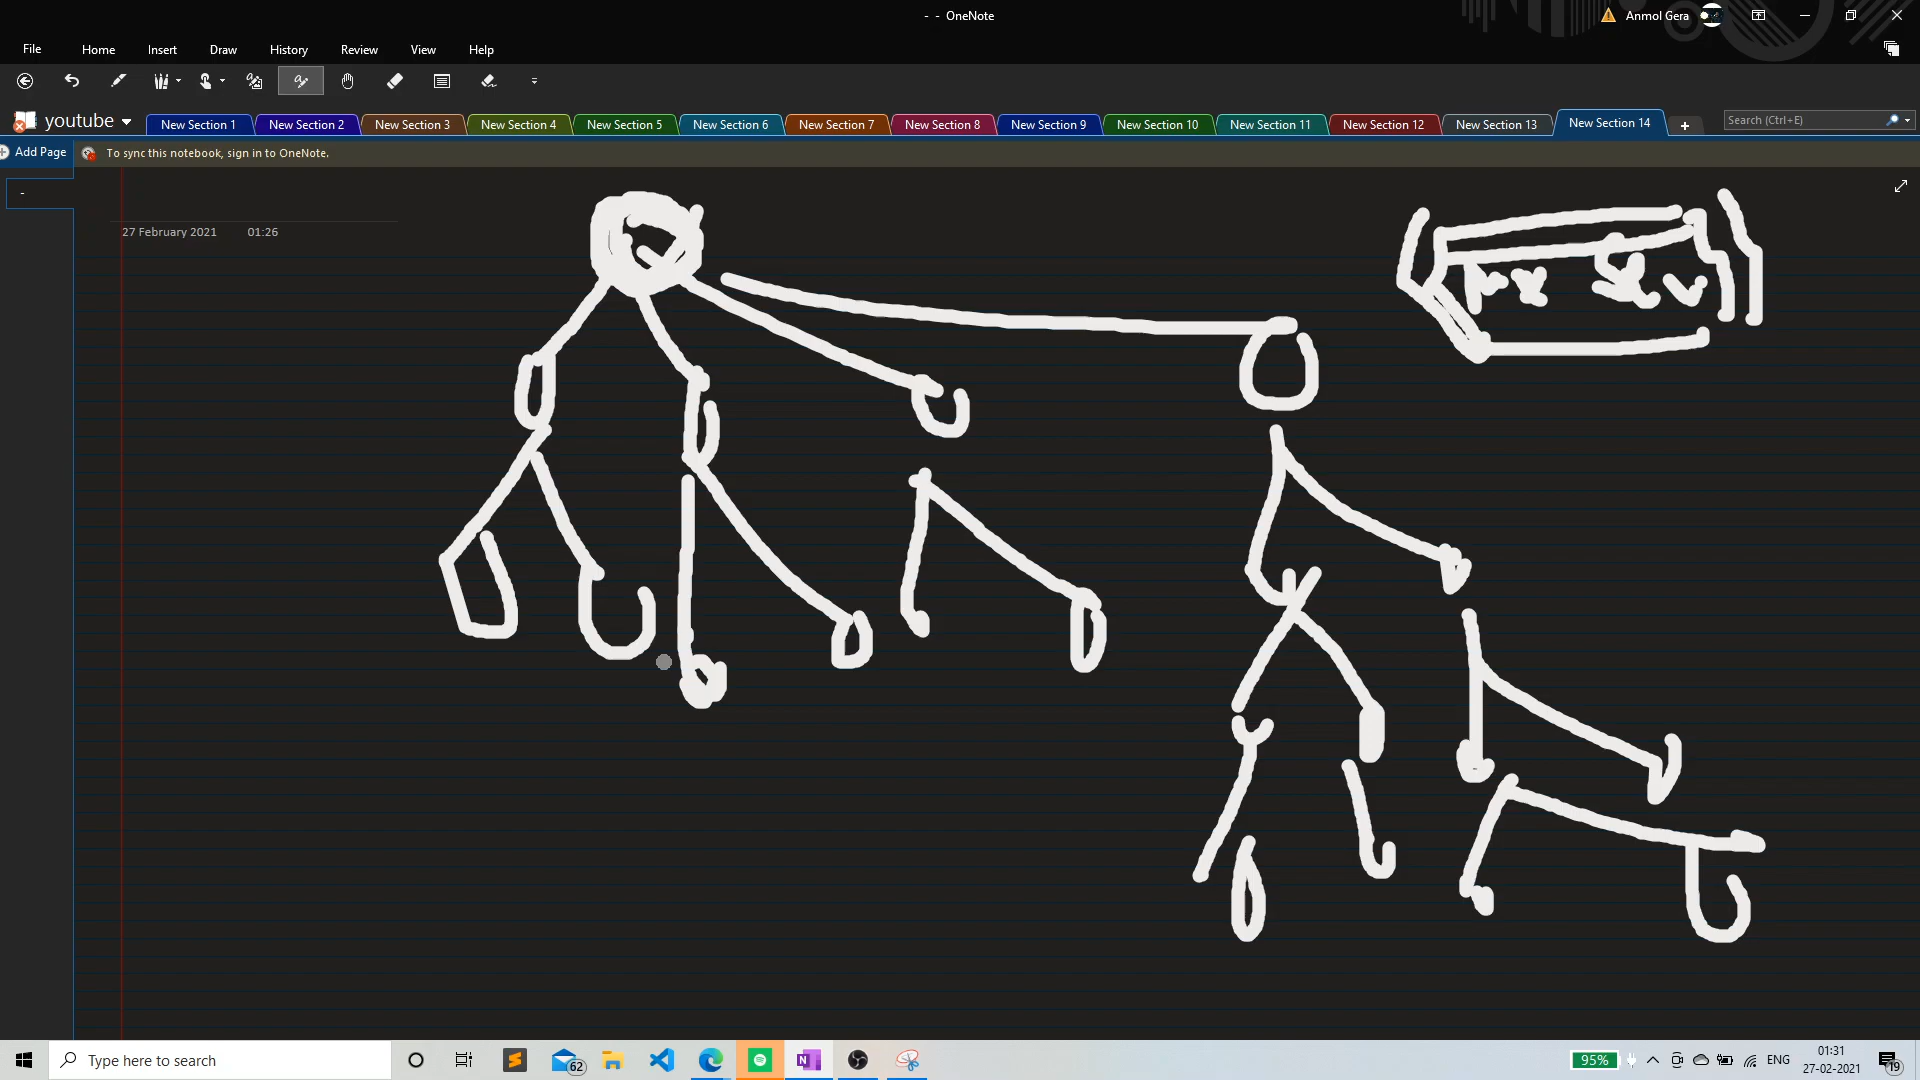 - - OneNote
Anmol Gera
File Home Insert Draw History Review View Help
youtube
New Section 1 New Section 2 New Section 3 New Section 4 New Section 5 New Section 6 New Section 7 New Section 8 New Section 9 New Section 10 New Section 11 New Section 12 New Section 13 New Section 14 +
Search (Ctrl+E)
Add Page
To sync this notebook, sign in to OneNote.
-
27 February 2021 01:26
Type here to search
62
95%
ENG
01:31
27-02-2021
19